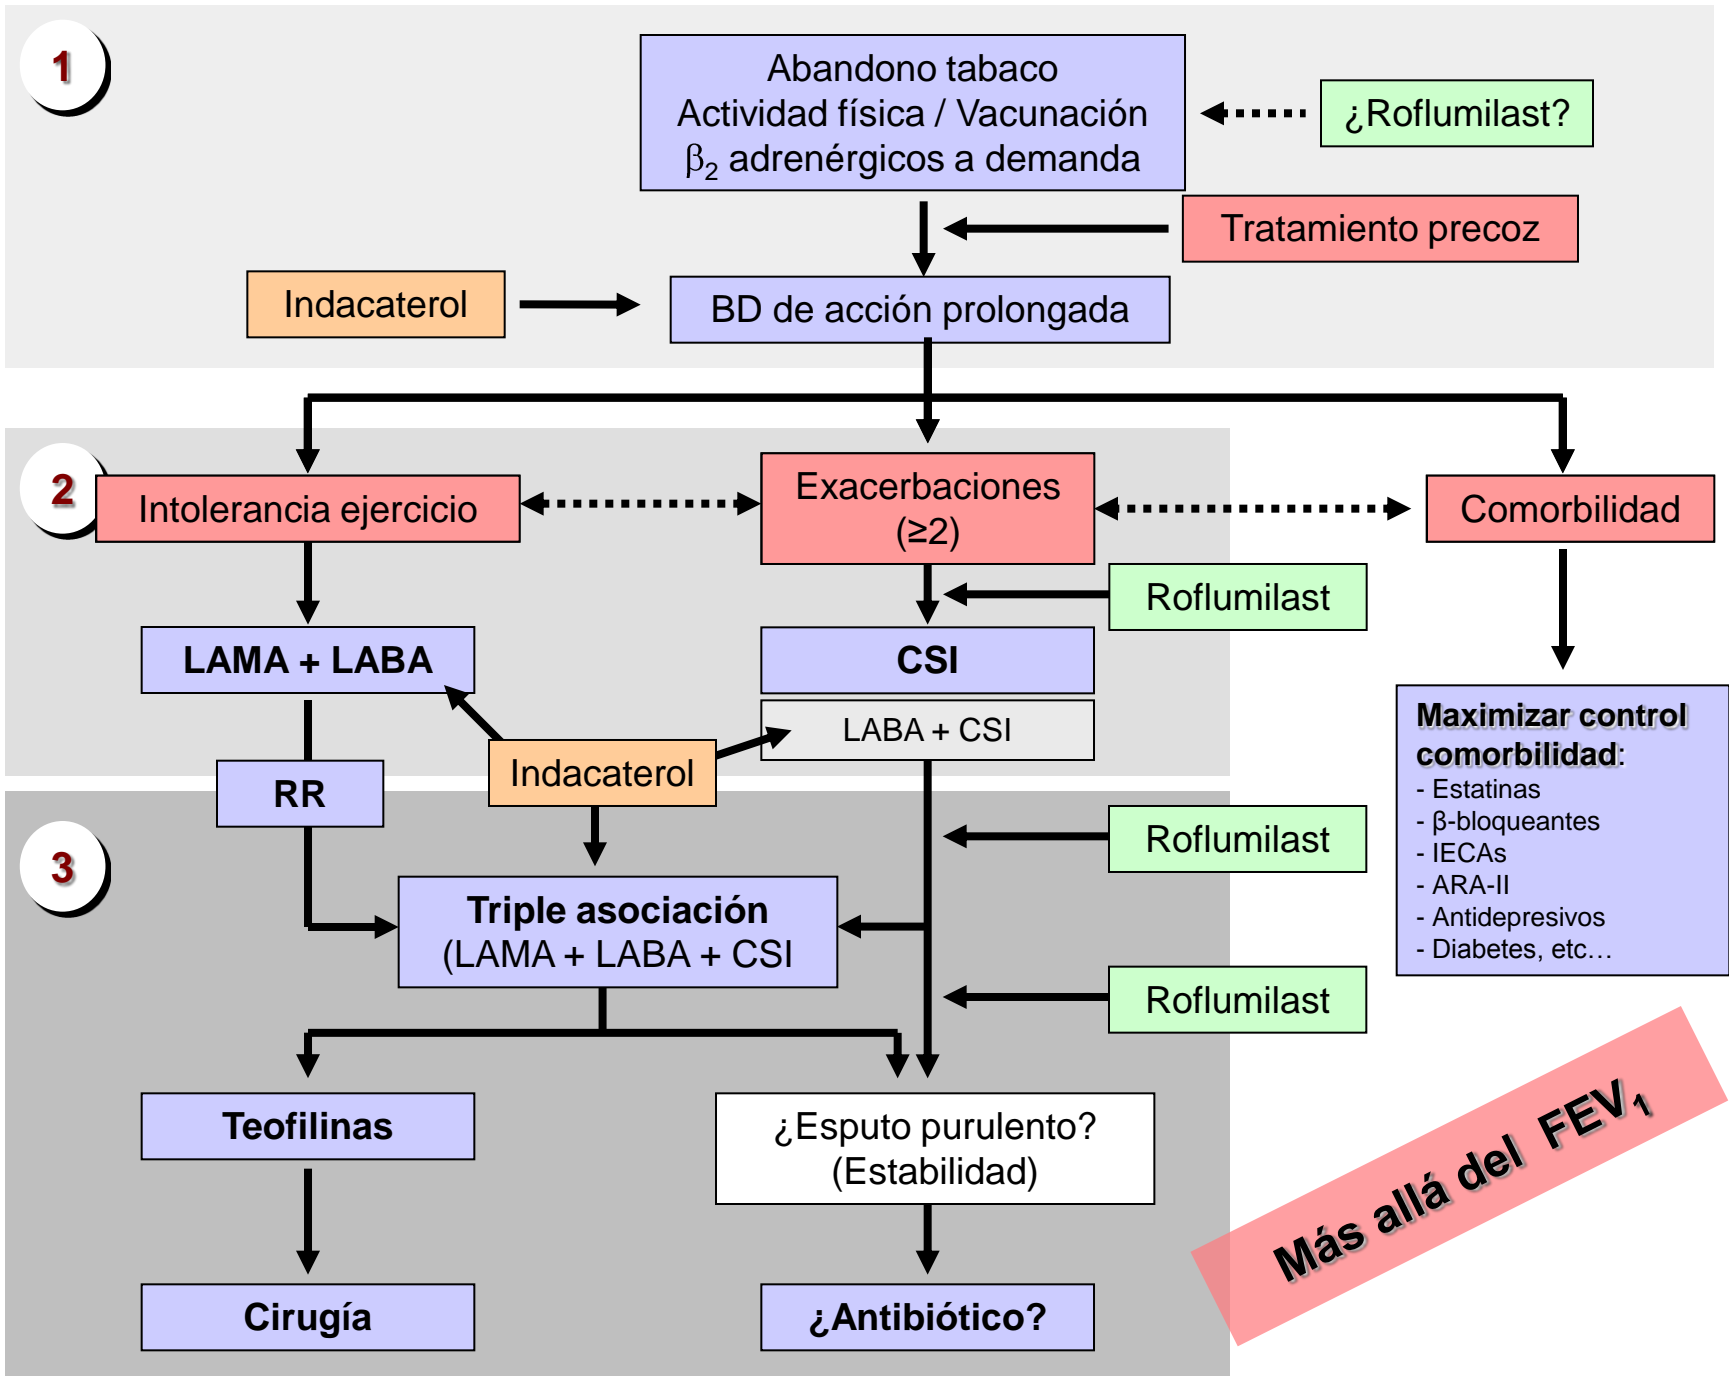 1
Abandono tabaco
Actividad física / Vacunación
β2 adrenérgicos a demanda
¿Roflumilast?
Tratamiento precoz
Indacaterol
BD de acción prolongada
2
Intolerancia ejercicio
Exacerbaciones
(≥2)
Comorbilidad
Roflumilast
LAMA + LABA
CSI
LABA + CSI
Indacaterol
RR
Maximizar control
comorbilidad:
- Estatinas
- β-bloqueantes
- IECAs
- ARA-II
- Antidepresivos
- Diabetes, etc…
Roflumilast
3
Triple asociación
(LAMA + LABA + CSI
Roflumilast
Teofilinas
¿Esputo purulento?
(Estabilidad)
Más allá del FEV1
Cirugía
¿Antibiótico?